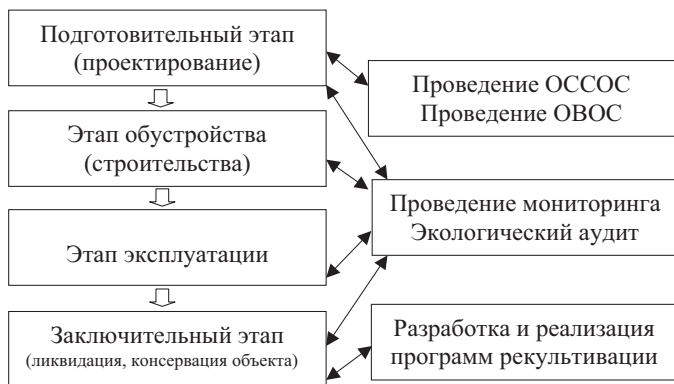 Подготовительный этап
(проектирование)
Проведение ОССОС
Проведение ОВОС
Этап обустройства
(строительства)
Проведение мониторинга
Экологический аудит
Этап эксплуатации
Заключительный этап
(ликвидация, консервация объекта)
Разработка и реализация
программ рекультивации